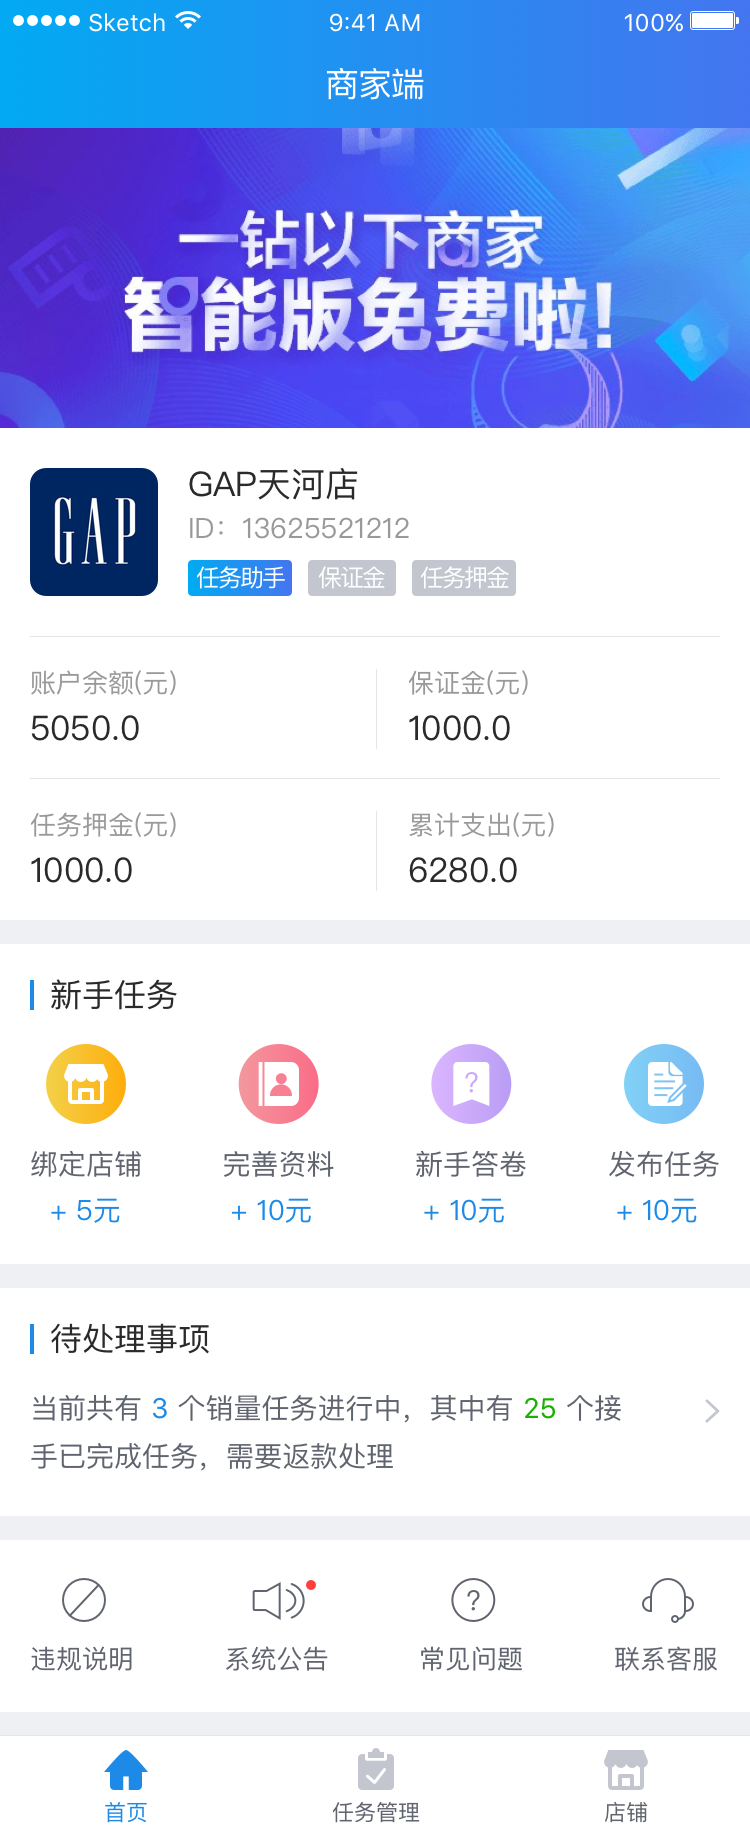 Sketch 9:41 AM 100%
商家端
一钻以下商家
智能版免费啦!
GAP
GAP天河店
ID：13625521212
任务助手 保证金 任务押金
账户余额(元) 保证金(元)
5050.0 1000.0
任务押金(元) 累计支出(元)
1000.0 6280.0
新手任务
绑定店铺 完善资料 新手答卷 发布任务
+ 5元 + 10元 + 10元 + 10元
待处理事项
当前共有 3 个销量任务进行中，其中有 25 个接
手已完成任务，需要返款处理
违规说明 系统公告 常见问题 联系客服
首页 任务管理 店铺